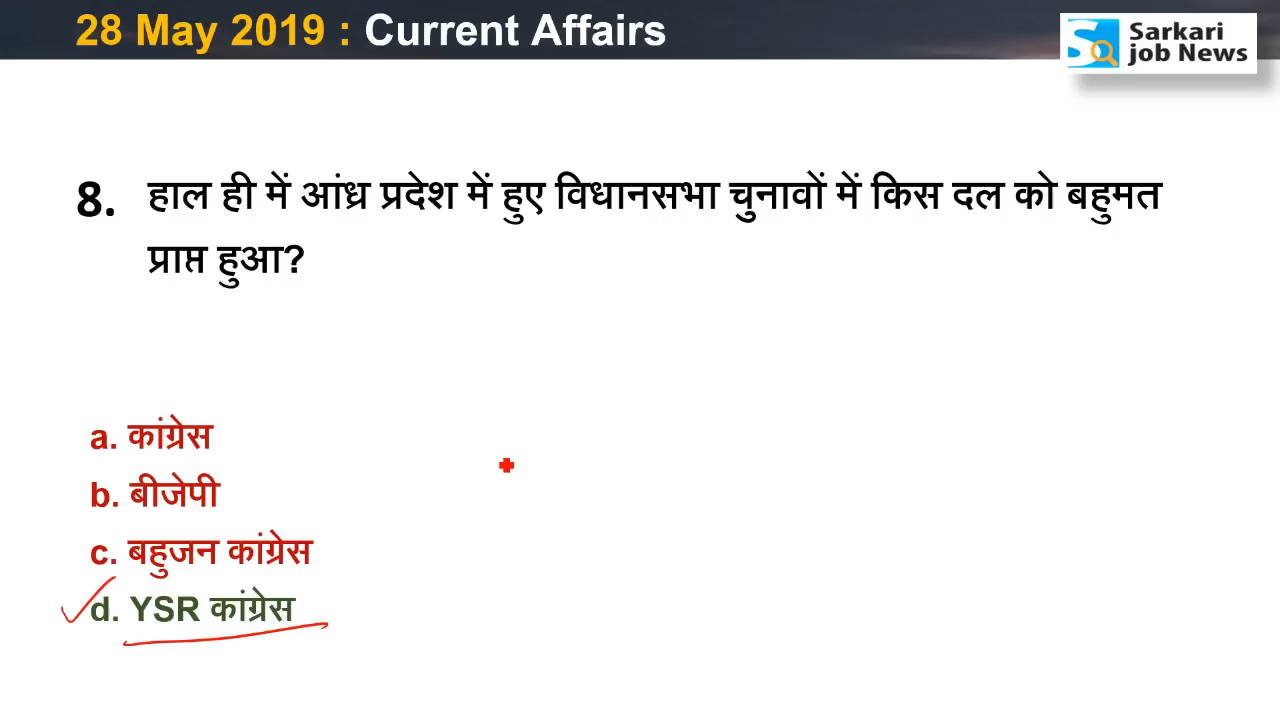 28 May 2019 : Current Affairs
Sarkari
job News
8. हाल ही में आंध्र प्रदेश में हुए विधानसभा चुनावों में किस दल को बहुमत
प्राप्त हुआ?
a. कांग्रेस
b. बीजेपी
c. बहुजन कांग्रेस
d. YSR कांग्रेस